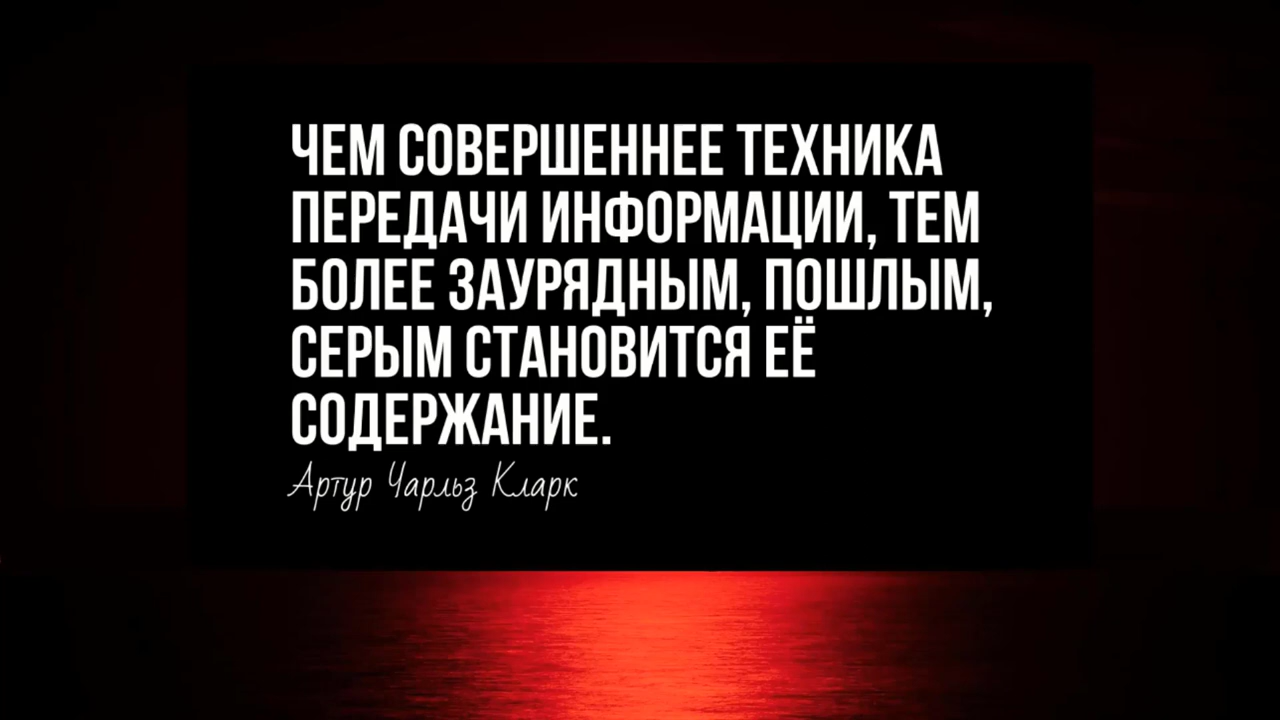 ЧЕМ СОВЕРШЕННЕЕ ТЕХНИКА
ПЕРЕДАЧИ ИНФОРМАЦИИ, ТЕМ
БОЛЕЕ ЗАУРЯДНЫМ, ПОШЛЫМ,
СЕРЫМ СТАНОВИТСЯ ЕЁ
СОДЕРЖАНИЕ.
Артур Чарльз Кларк